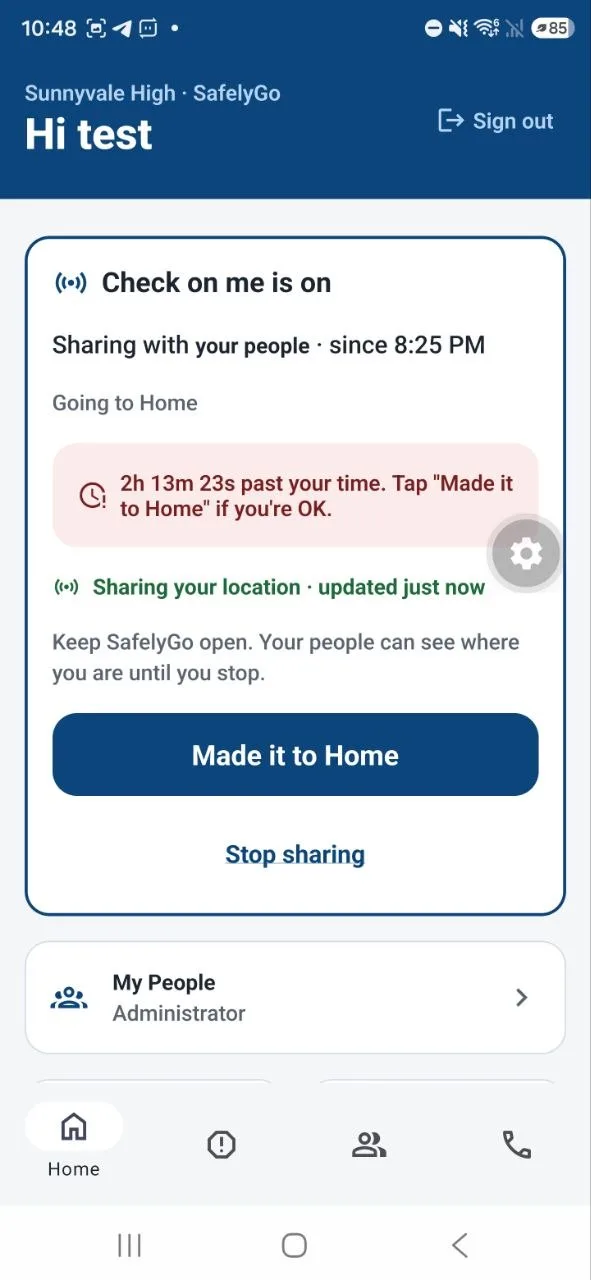 10:48
85
Sunnyvale High · SafelyGo
Hi test
Sign out
Check on me is on
Sharing with your people · since 8:25 PM
Going to Home
2h 13m 23s past your time. Tap "Made it
to Home" if you're OK.
Sharing your location · updated just now
Keep SafelyGo open. Your people can see where
you are until you stop.
Made it to Home
Stop sharing
My People
Administrator
Home